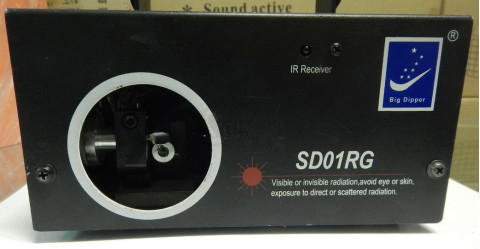 * Sound active
IR Receiver
®
Big Dipper
SD01RG
Visible or invisible radiation,avoid eye or skin,
exposure to direct or scattered radiation.